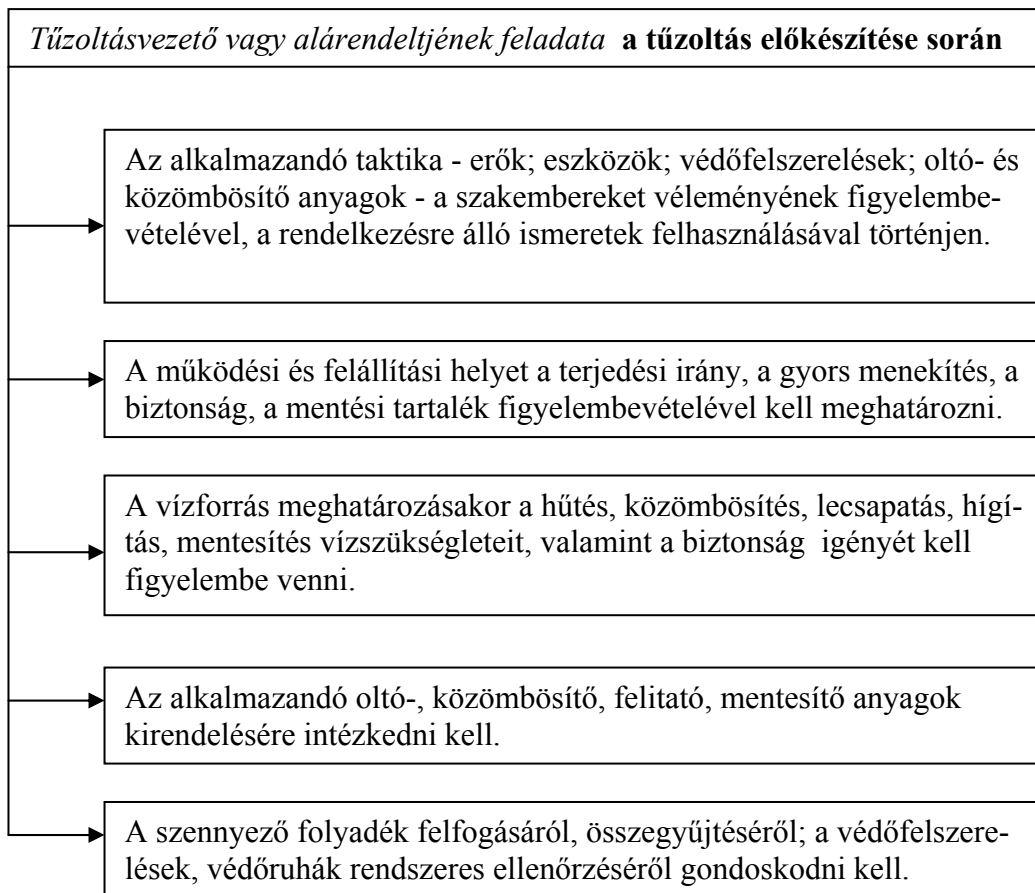 Tűzoltásvezető vagy alárendeltjének feladata a tűzoltás előkészítése során
Az alkalmazandó taktika - erők; eszközök; védőfelszerelések; oltó- és
közömbösítő anyagok - a szakembereket véleményének figyelembe-
vételével, a rendelkezésre álló ismeretek felhasználásával történjen.
A működési és felállítási helyet a terjedési irány, a gyors menekítés, a
biztonság, a mentési tartalék figyelembevételével kell meghatározni.
A vízforrás meghatározásakor a hűtés, közömbösítés, lecsapatás, hígí-
tás, mentesítés vízszükségleteit, valamint a biztonság igényét kell
figyelembe venni.
Az alkalmazandó oltó-, közömbösítő, felitató, mentesítő anyagok
kirendelésére intézkedni kell.
A szennyező folyadék felfogásáról, összegyűjtéséről; a védőfelszere-
lések, védőruhák rendszeres ellenőrzéséről gondoskodni kell.